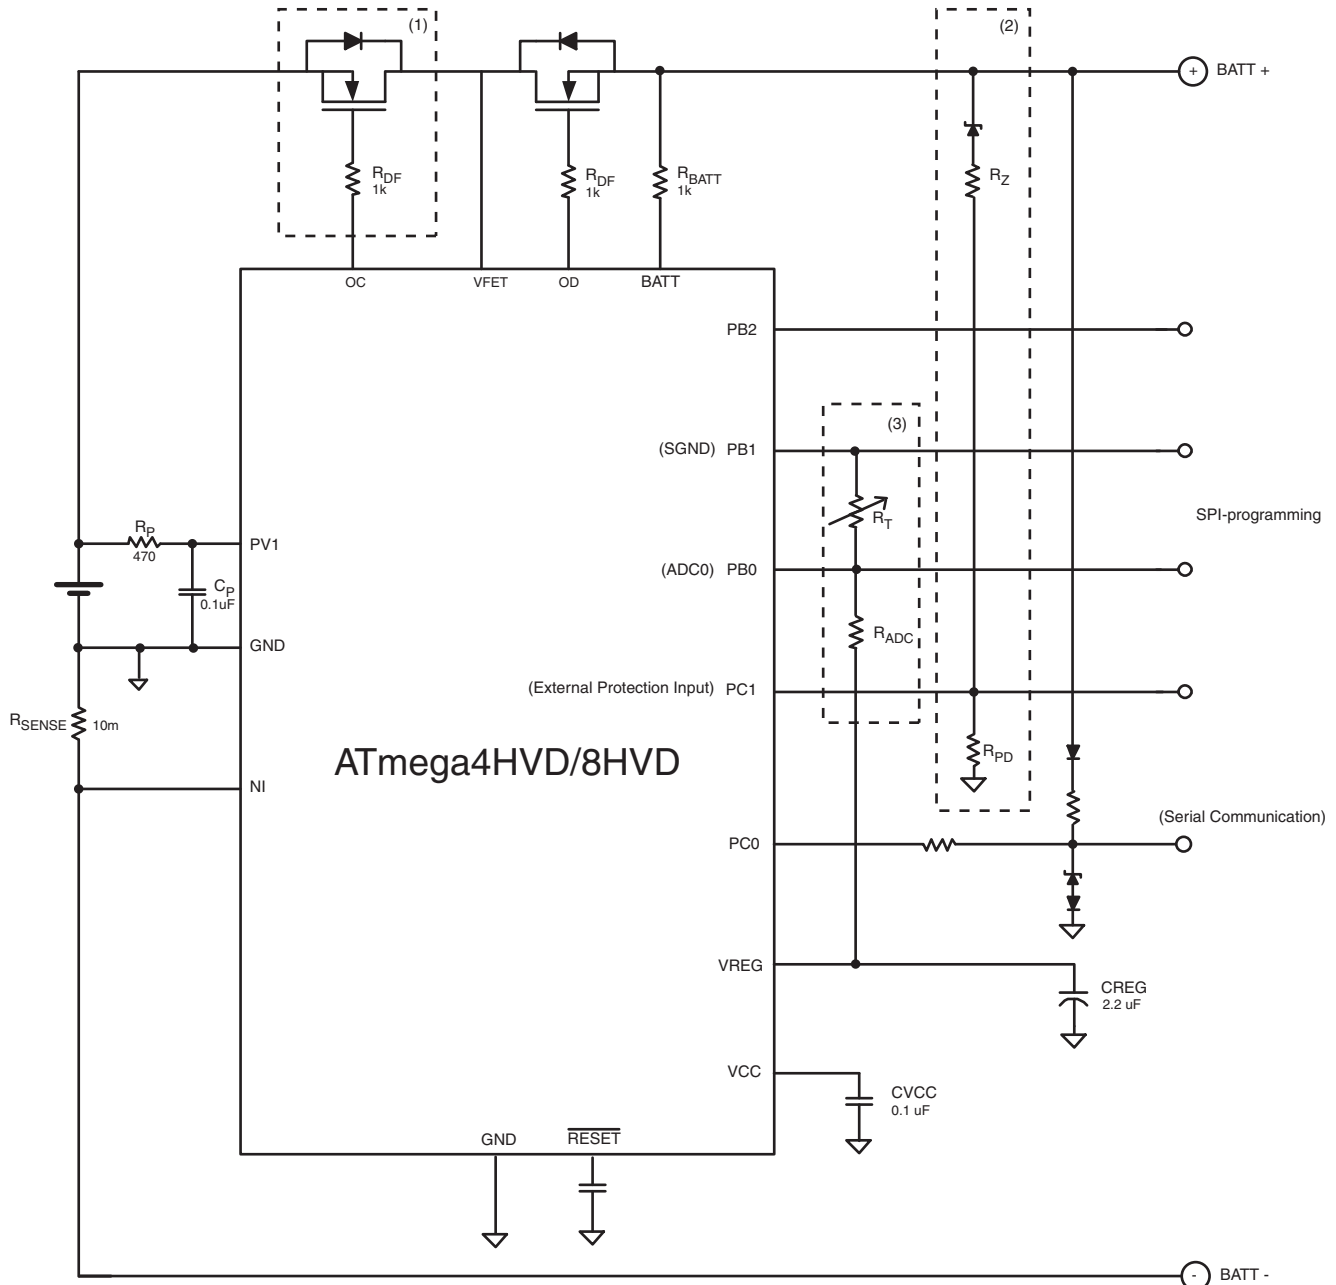 (1)
(2)
+ BATT +
RDF
1k
RDF
1k
RBATT
1k
RZ
OC
VFET
OD
BATT
PB2
(3)
(SGND) PB1
RT
SPI-programming
RP
470
PV1
CP
0.1uF
(ADC0) PB0
RADC
GND
(External Protection Input) PC1
RSENSE 10m
RPD
ATmega4HVD/8HVD
NI
(Serial Communication)
PC0
VREG
CREG
2.2 uF
VCC
CVCC
0.1 uF
GND
RESET
- BATT -